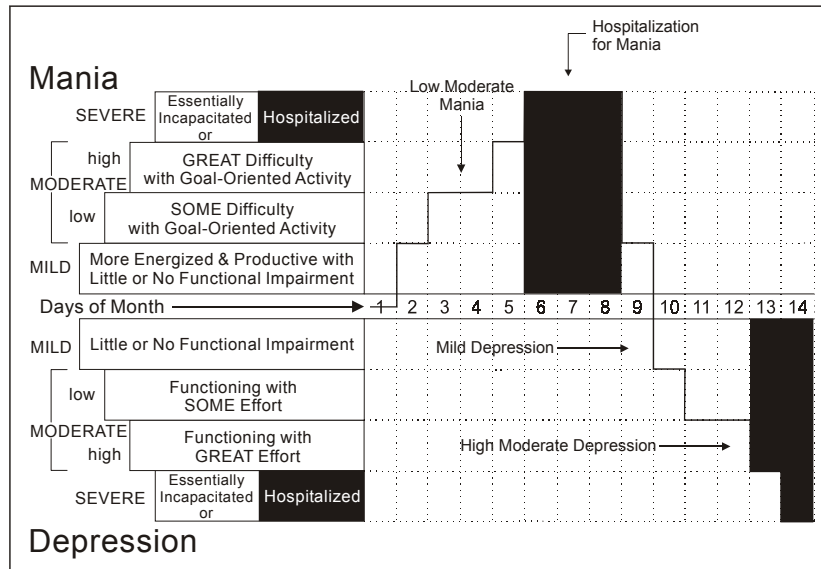 Hospitalization
for Mania
Mania
Low Moderate
Mania
SEVERE
Essentially
Incapacitated
or
Hospitalized
high
MODERATE
GREAT Difficulty
with Goal-Oriented Activity
low
SOME Difficulty
with Goal-Oriented Activity
MILD
More Energized & Productive with
Little or No Functional Impairment
Days of Month
1 2 3 4 5 6 7 8 9 10 11 12 13 14
MILD
Little or No Functional Impairment
Mild Depression
low
Functioning with
SOME Effort
MODERATE
high
Functioning with
GREAT Effort
High Moderate Depression
SEVERE
Essentially
Incapacitated
or
Hospitalized
Depression